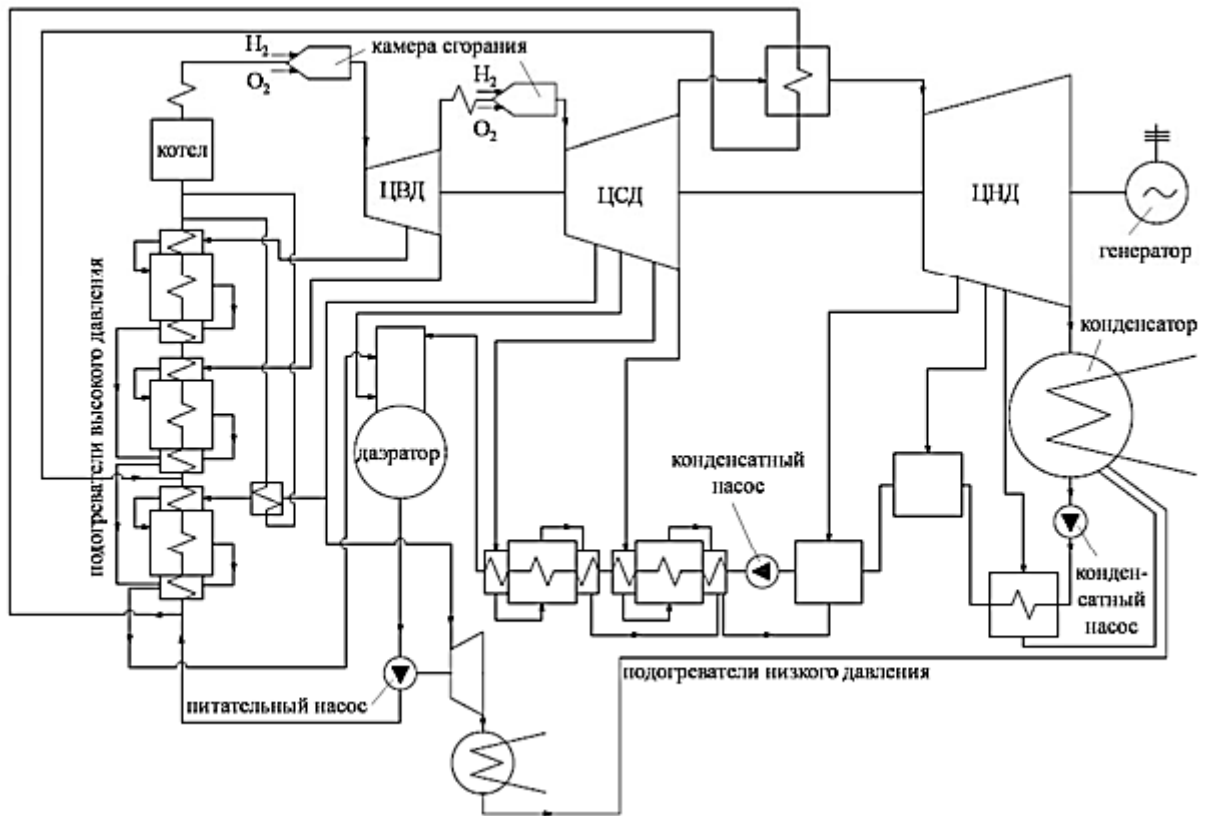 H₂
O₂
камера сгорания
H₂
O₂
котел
ЦВД
ЦСД
ЦНД
генератор
подогреватели высокого давления
конденсатор
даэратор
конденсатный
насос
конден-
сатный
насос
подогреватели низкого давления
питательный насос